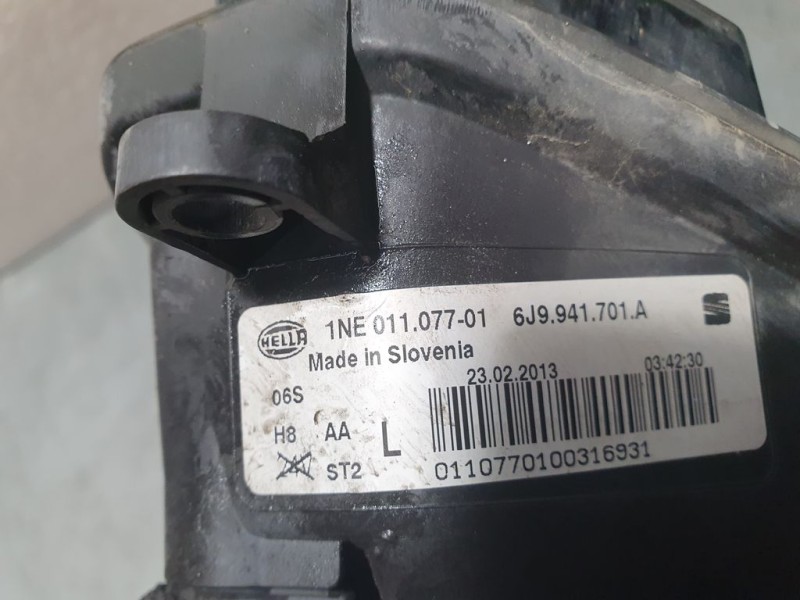 HELLA 1NE 011.077-01 6J9.941.701.A
Made in Slovenia
23.02.2013 03:42:30
06S
H8 AA L
ST2 0110770100316931